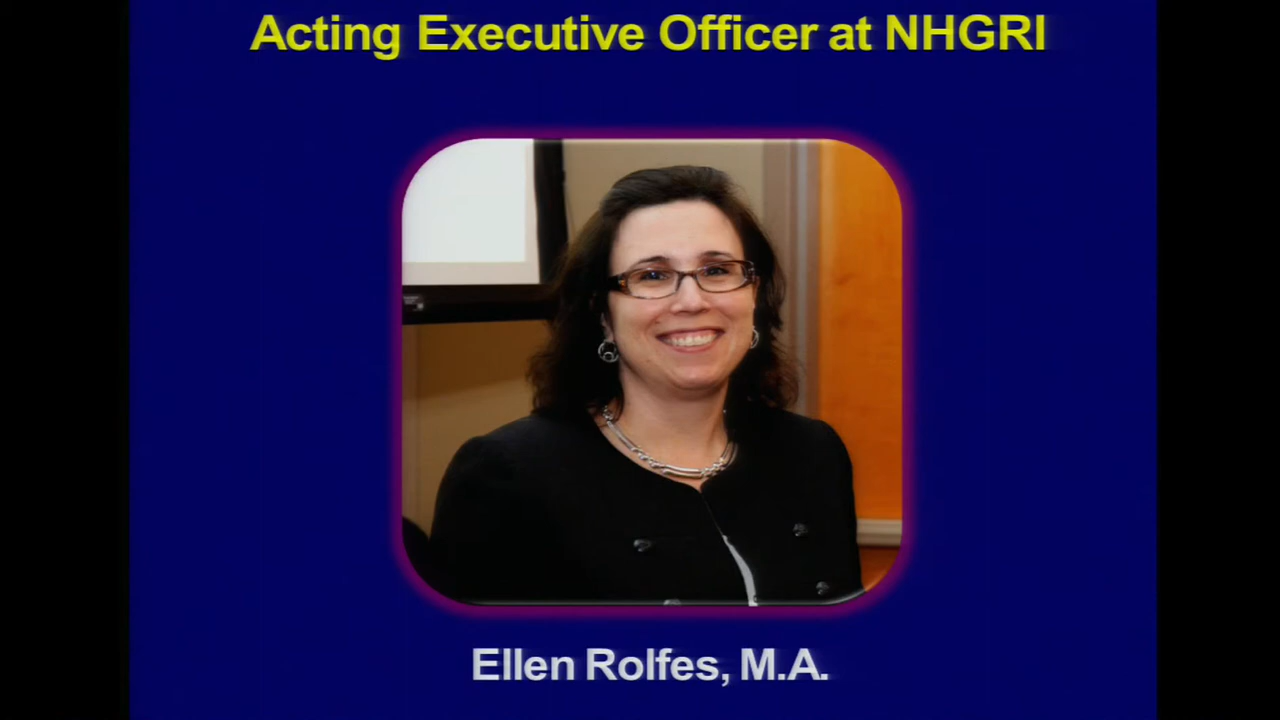 Acting Executive Officer at NHGRI
Ellen Rolfes, M.A.